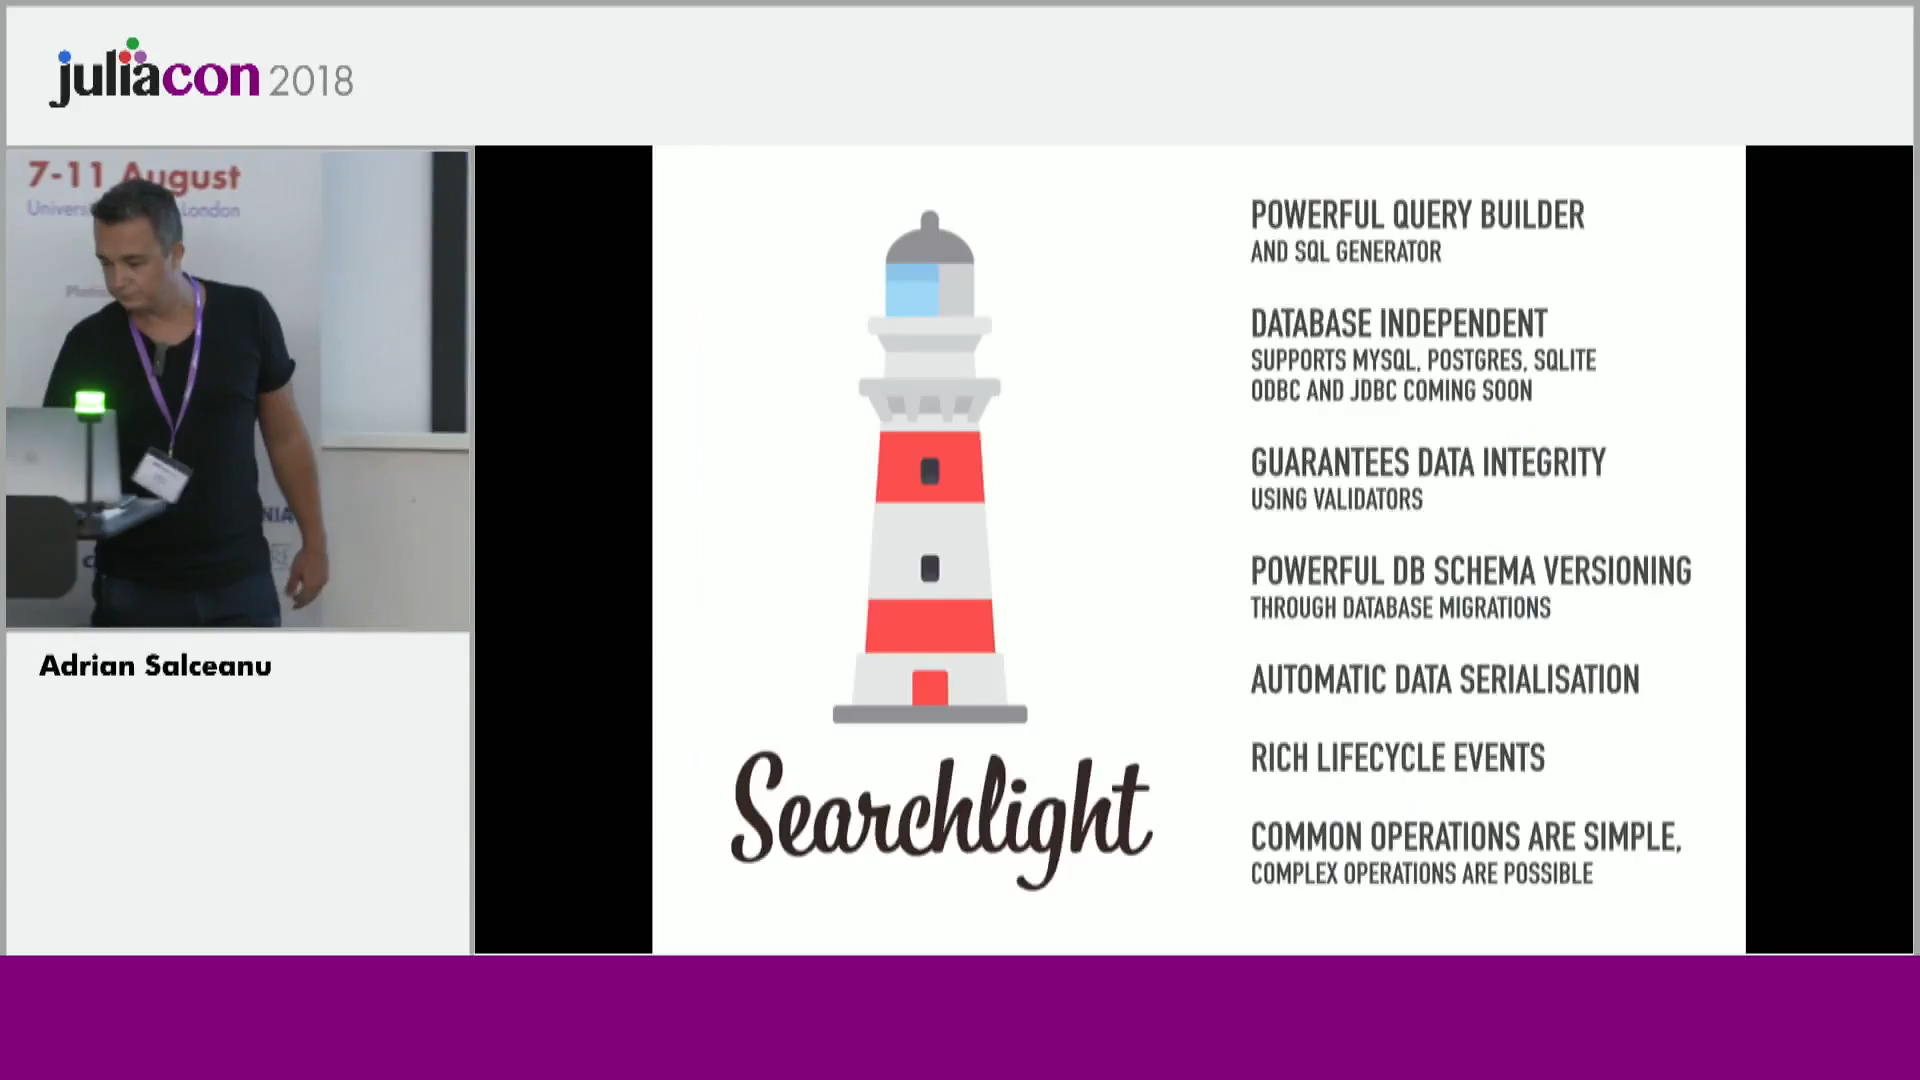 juliacon 2018
7-11 August
London
Adrian Salceanu
Searchlight
POWERFUL QUERY BUILDER
AND SQL GENERATOR
DATABASE INDEPENDENT
SUPPORTS MYSQL, POSTGRES, SQLITE
ODBC AND JDBC COMING SOON
GUARANTEES DATA INTEGRITY
USING VALIDATORS
POWERFUL DB SCHEMA VERSIONING
THROUGH DATABASE MIGRATIONS
AUTOMATIC DATA SERIALISATION
RICH LIFECYCLE EVENTS
COMMON OPERATIONS ARE SIMPLE,
COMPLEX OPERATIONS ARE POSSIBLE